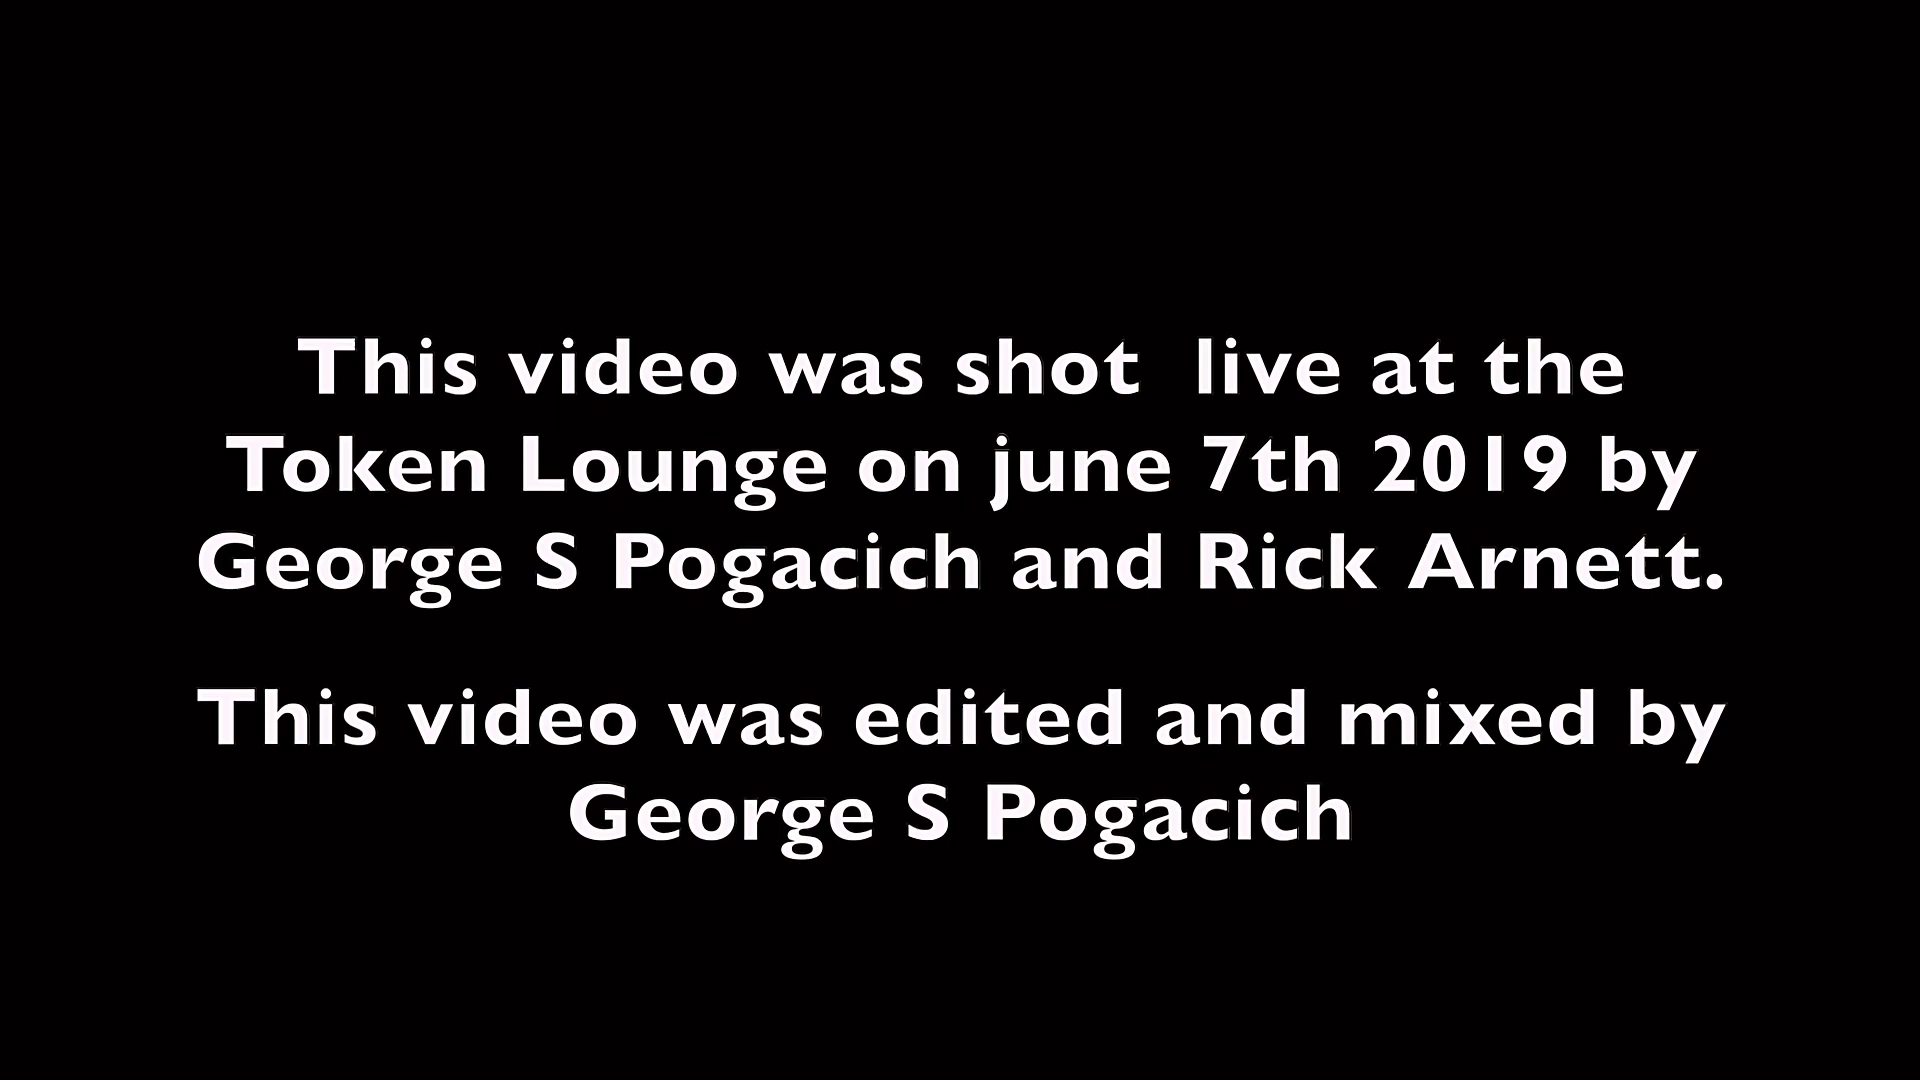 This video was shot  live at the
Token Lounge on june 7th 2019 by
George S Pogacich and Rick Arnett.
This video was edited and mixed by
George S Pogacich